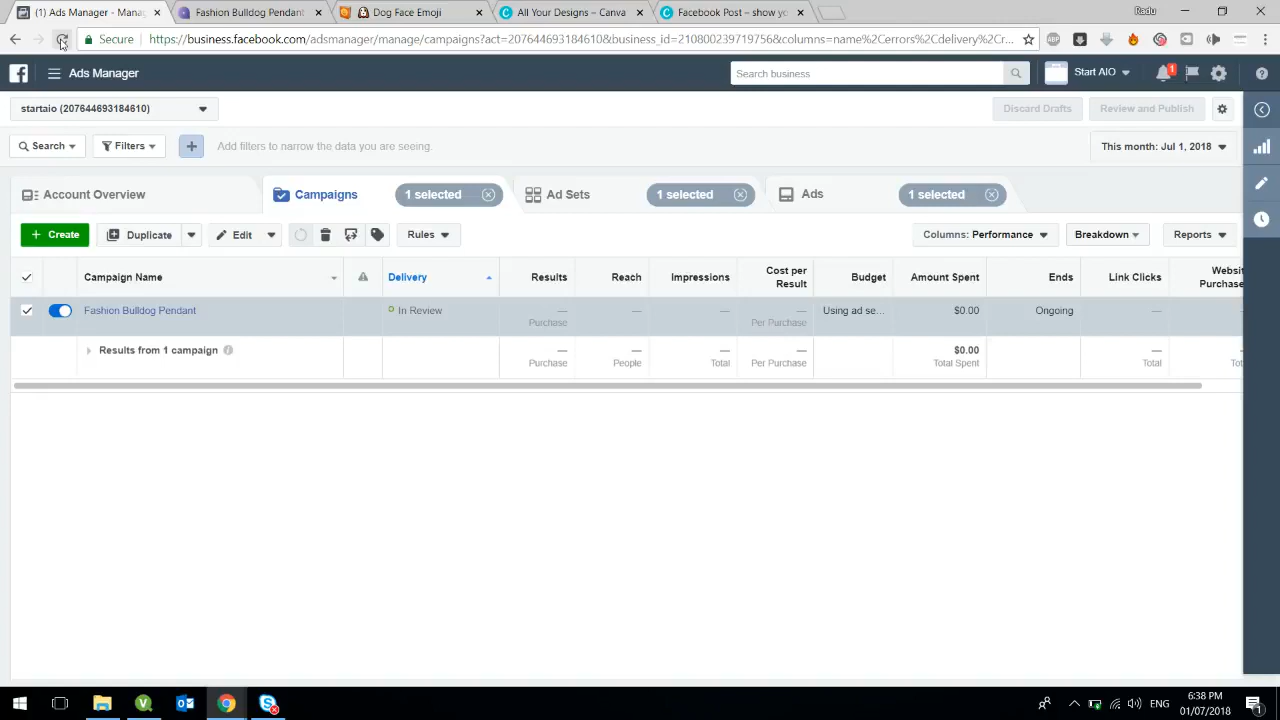 (1) Ads Manager - Mana
Fashion Bulldog Pendant
Dog Face Emoji
All Your Designs – Canva
Facebook Post – show yo
Radu
Secure
https://business.facebook.com/adsmanager/manage/campaigns?act=207644693184610&business_id=210800239719756&columns=name%2Cerrors%2Cdelivery%2Cr...
ABP
Ads Manager
Search business
Start AIO
1
startaio (207644693184610)
Discard Drafts
Review and Publish
Search
Filters
Add filters to narrow the data you are seeing.
This month: Jul 1, 2018
Account Overview
Campaigns
1 selected
Ad Sets
1 selected
Ads
1 selected
+ Create
Duplicate
Edit
Rules
Columns: Performance
Breakdown
Reports
Campaign Name
Delivery
Results
Reach
Impressions
Cost per
Result
Budget
Amount Spent
Ends
Link Clicks
Website
Purchase
Fashion Bulldog Pendant
In Review
—
Purchase
—
—
—
Per Purchase
Using ad se...
$0.00
Ongoing
—
Results from 1 campaign
—
Purchase
—
People
—
Total
—
Per Purchase
$0.00
Total Spent
—
Total
Tot
ENG
6:38 PM
01/07/2018
1